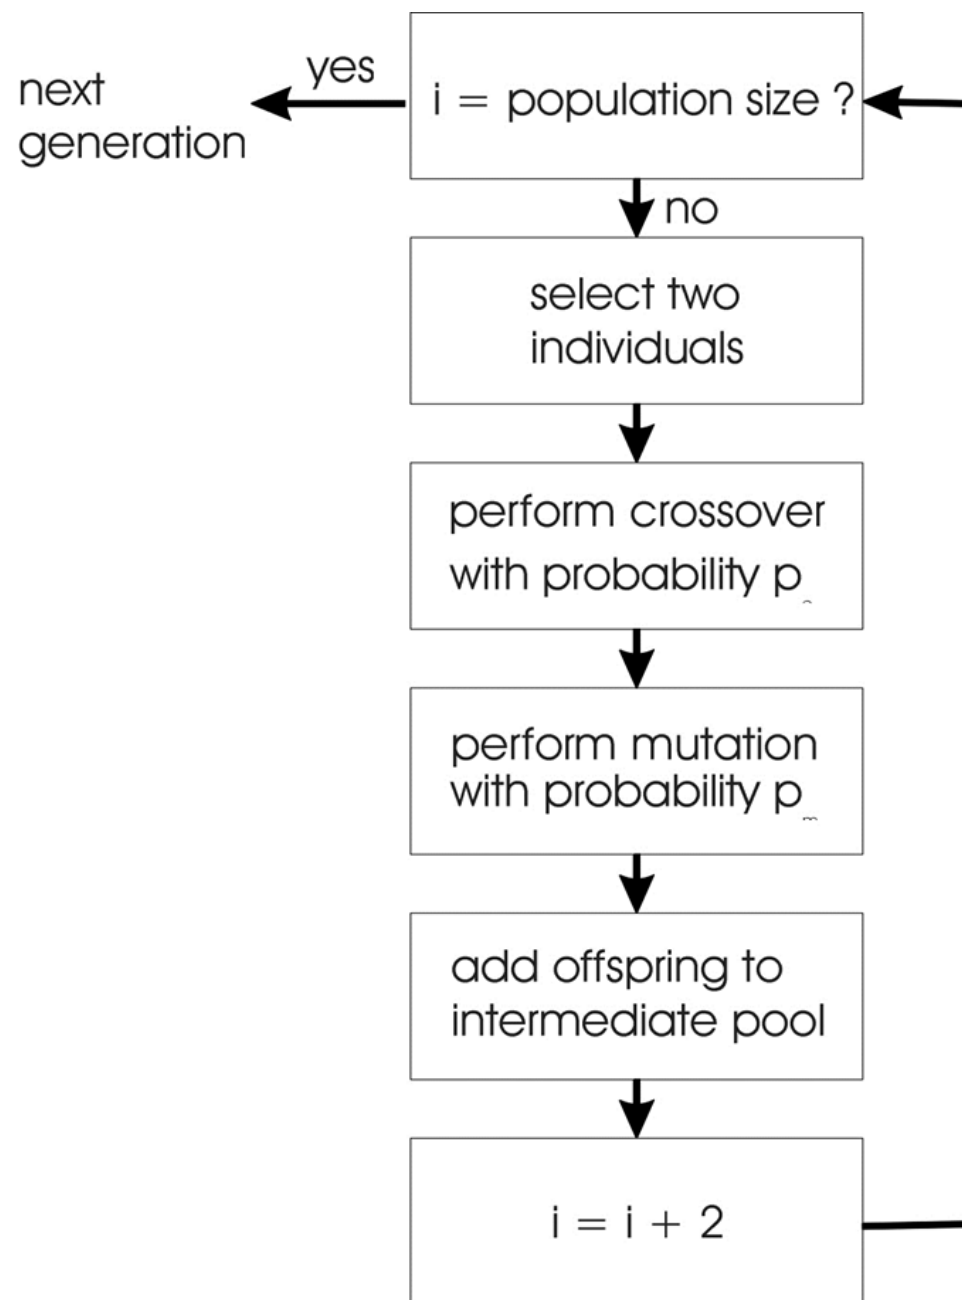 yes
next
generation
i = population size ?
no
select two
individuals
perform crossover
with probability p
perform mutation
with probability p_m
add offspring to
intermediate pool
i = i + 2